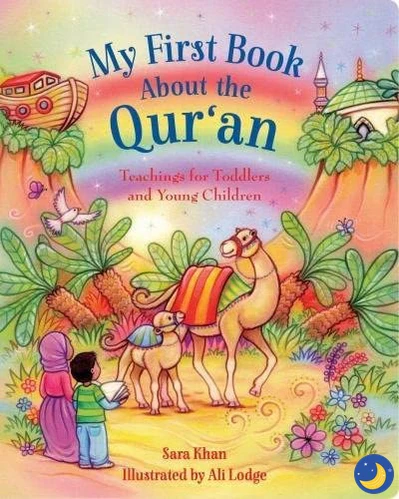 My First Book
About the
Qur‘an
Teachings for Toddlers
and Young Children
Sara Khan
Illustrated by Ali Lodge